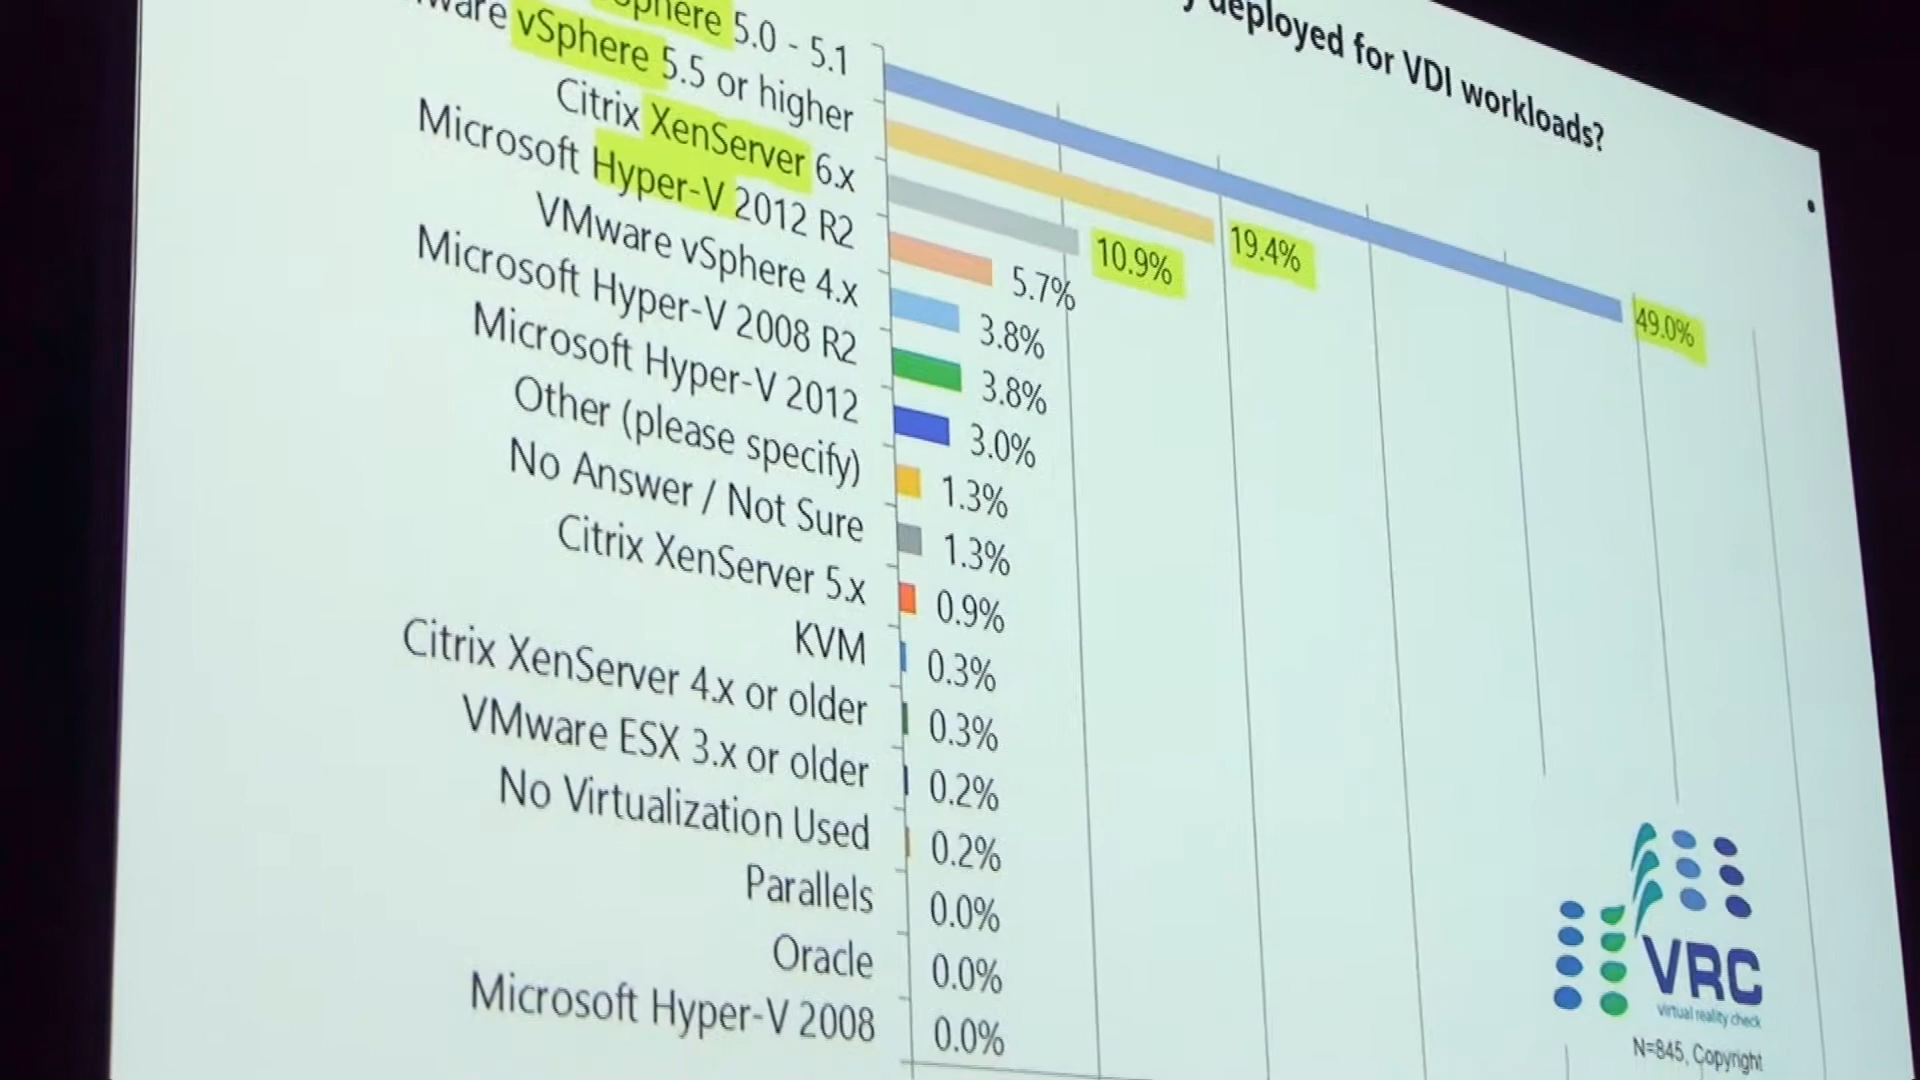 deployed for VDI workloads?
5.0 - 5.1
vSphere 5.5 or higher
Citrix XenServer 6.x
Microsoft Hyper-V 2012 R2
VMware vSphere 4.x
Microsoft Hyper-V 2008 R2
Microsoft Hyper-V 2012
Other (please specify)
No Answer / Not Sure
Citrix XenServer 5.x
KVM
Citrix XenServer 4.x or older
VMware ESX 3.x or older
No Virtualization Used
Parallels
Oracle
Microsoft Hyper-V 2008
49.0%
19.4%
10.9%
5.7%
3.8%
3.8%
3.0%
1.3%
1.3%
0.9%
0.3%
0.3%
0.2%
0.2%
0.0%
0.0%
0.0%
VRC
virtual reality check
N=845, Copyright